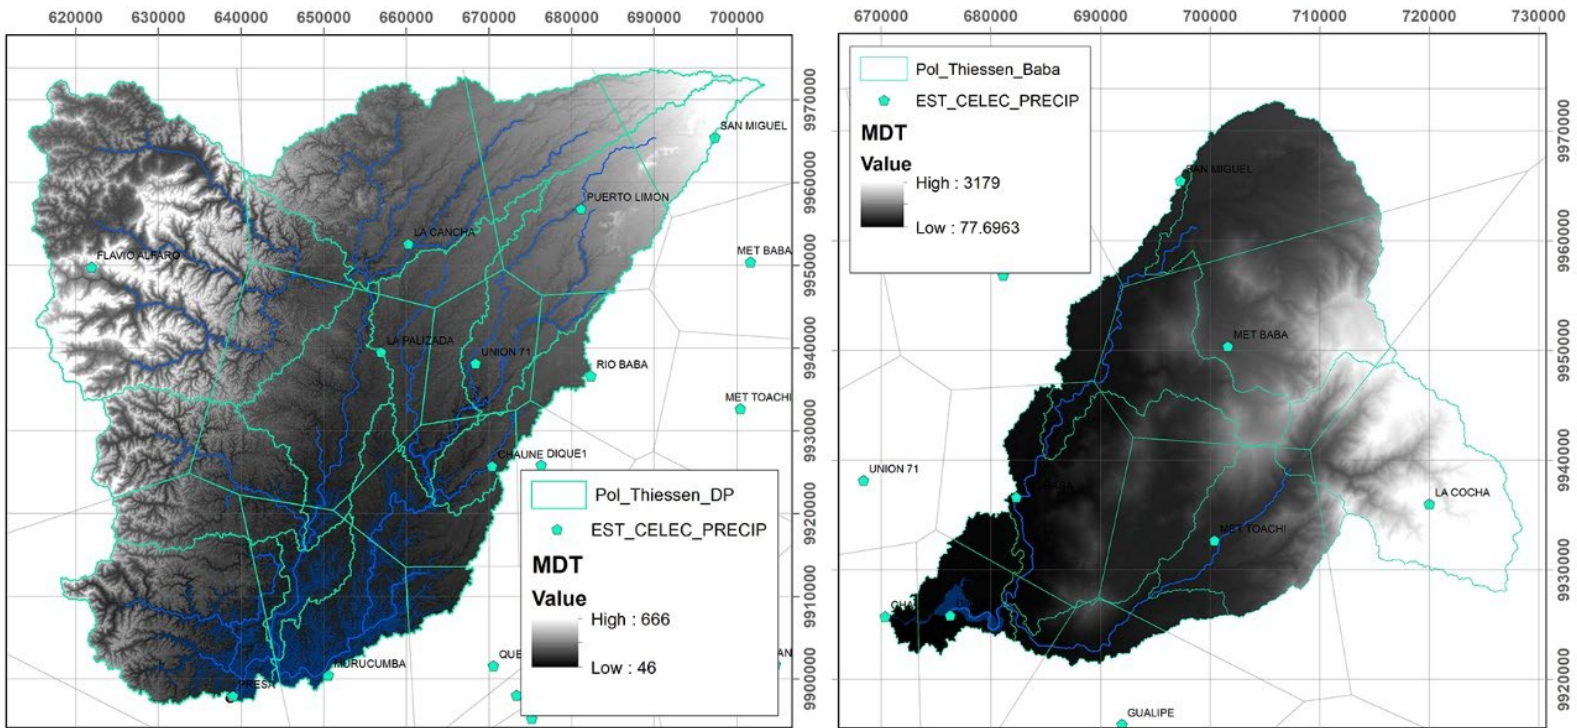 620000 630000 640000 650000 660000 670000 680000 690000 700000
9970000
9960000
9950000
9940000
9930000
9920000
9910000
9900000
SAN MIGUEL
PUERTO LIMON
LA CANCHA
MET BABA
FLAVIO ALFARO
LA PALIZADA
UNION 71
RIO BABA
MET TOACHI
CHAUNE DIQUE1
MURUCUMBA
PRESA
QUE
AN
Pol_Thiessen_DP
EST_CELEC_PRECIP
MDT
Value
High : 666
Low : 46
670000 680000 690000 700000 710000 720000 730000
9970000
9960000
9950000
9940000
9930000
9920000
Pol_Thiessen_Baba
EST_CELEC_PRECIP
MDT
Value
High : 3179
Low : 77.6963
SAN MIGUEL
MET BABA
UNION 71
LA COCHA
MET TOACHI
GUALIPE